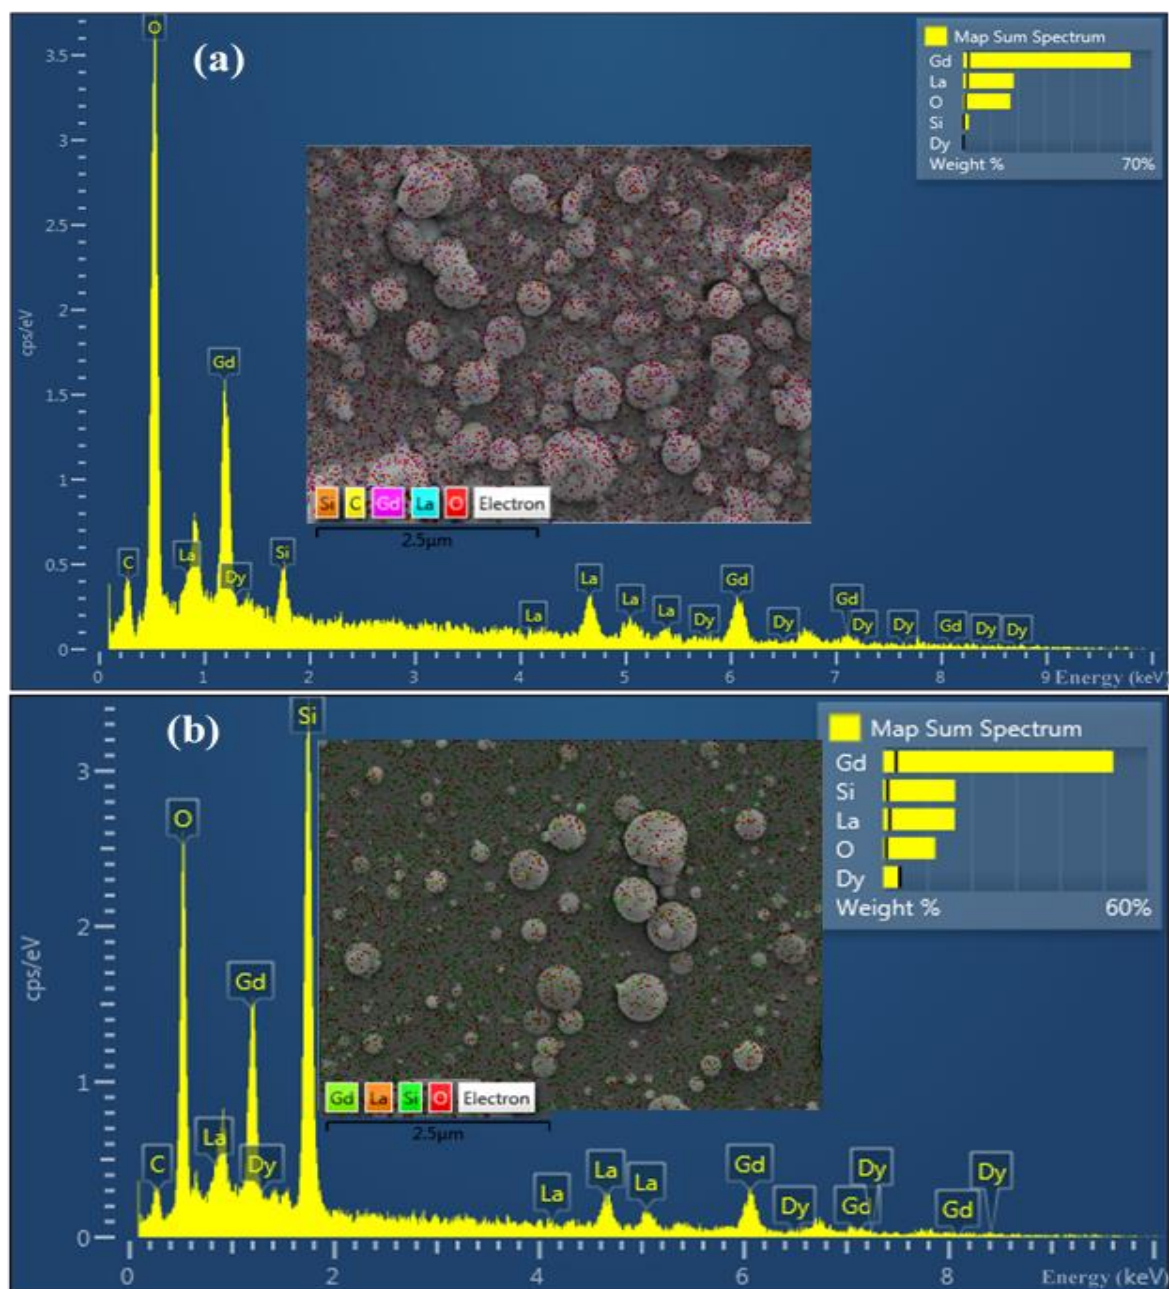 (a)
Map Sum Spectrum
Gd
La
O
Si
Dy
Weight % 70%
O
Gd
C
La
Dy
Si
La
La
La
La
Dy
Gd
Dy
Gd
Dy
Dy
Gd
Dy
Dy
Si C Gd La O Electron
2.5μm
cps/eV
3.5
3
2.5
2
1.5
1
0.5
0
0 1 2 3 4 5 6 7 8 9 Energy (keV)
(b)
Map Sum Spectrum
Gd
Si
La
O
Dy
Weight % 60%
Si
O
Gd
C
La
Dy
La
La
La
Gd
Dy
Gd
Dy
Gd
Dy
Gd La Si O Electron
2.5μm
cps/eV
3
2
1
0
0 2 4 6 8 Energy (keV)